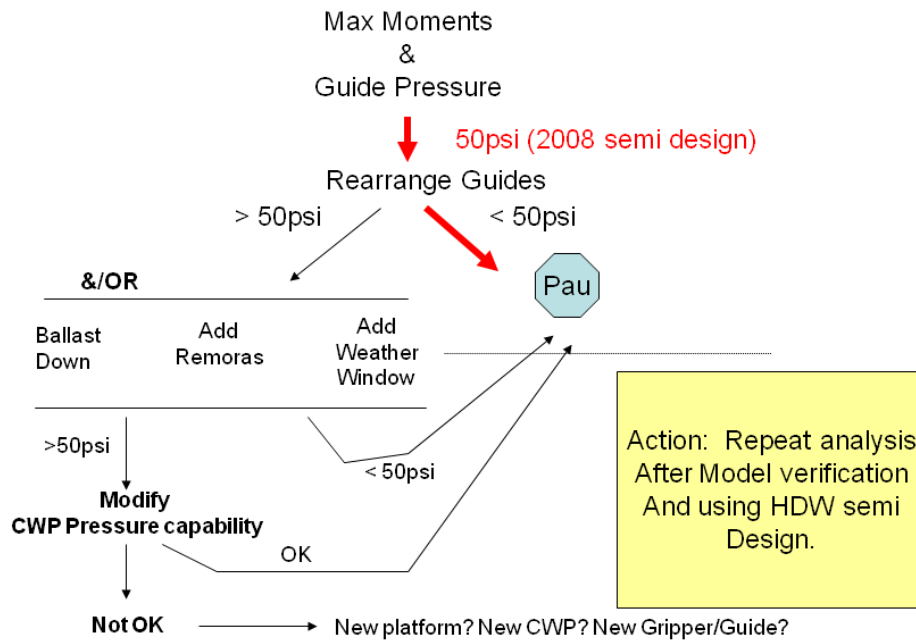 Max Moments
&
Guide Pressure
50psi (2008 semi design)
Rearrange Guides
> 50psi
< 50psi
Pau
&/OR
Ballast
Down
Add
Remoras
Add
Weather
Window
>50psi
< 50psi
Modify
CWP Pressure capability
OK
Not OK
New platform? New CWP? New Gripper/Guide?
Action: Repeat analysis
After Model verification
And using HDW semi
Design.